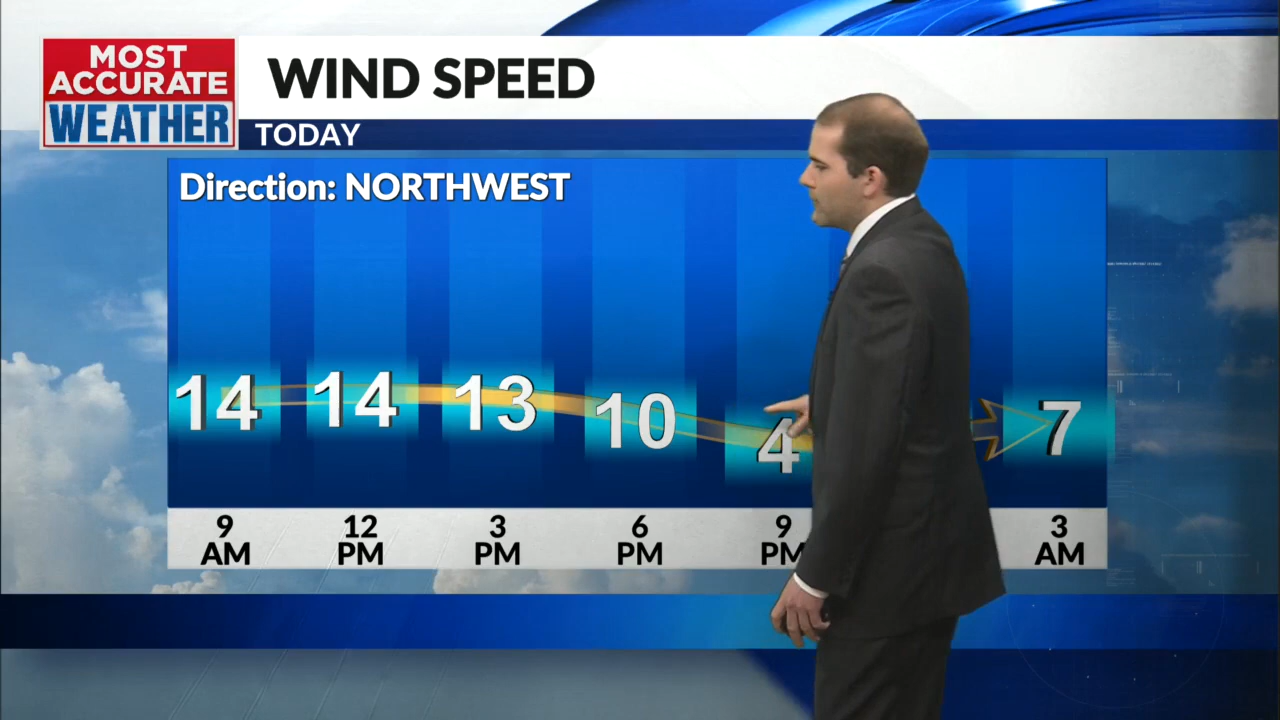 MOST
ACCURATE
WEATHER
WIND SPEED
TODAY
Direction: NORTHWEST
14 14 13 10 4 7
9 12 3 6 9 3
AM PM PM PM PM AM